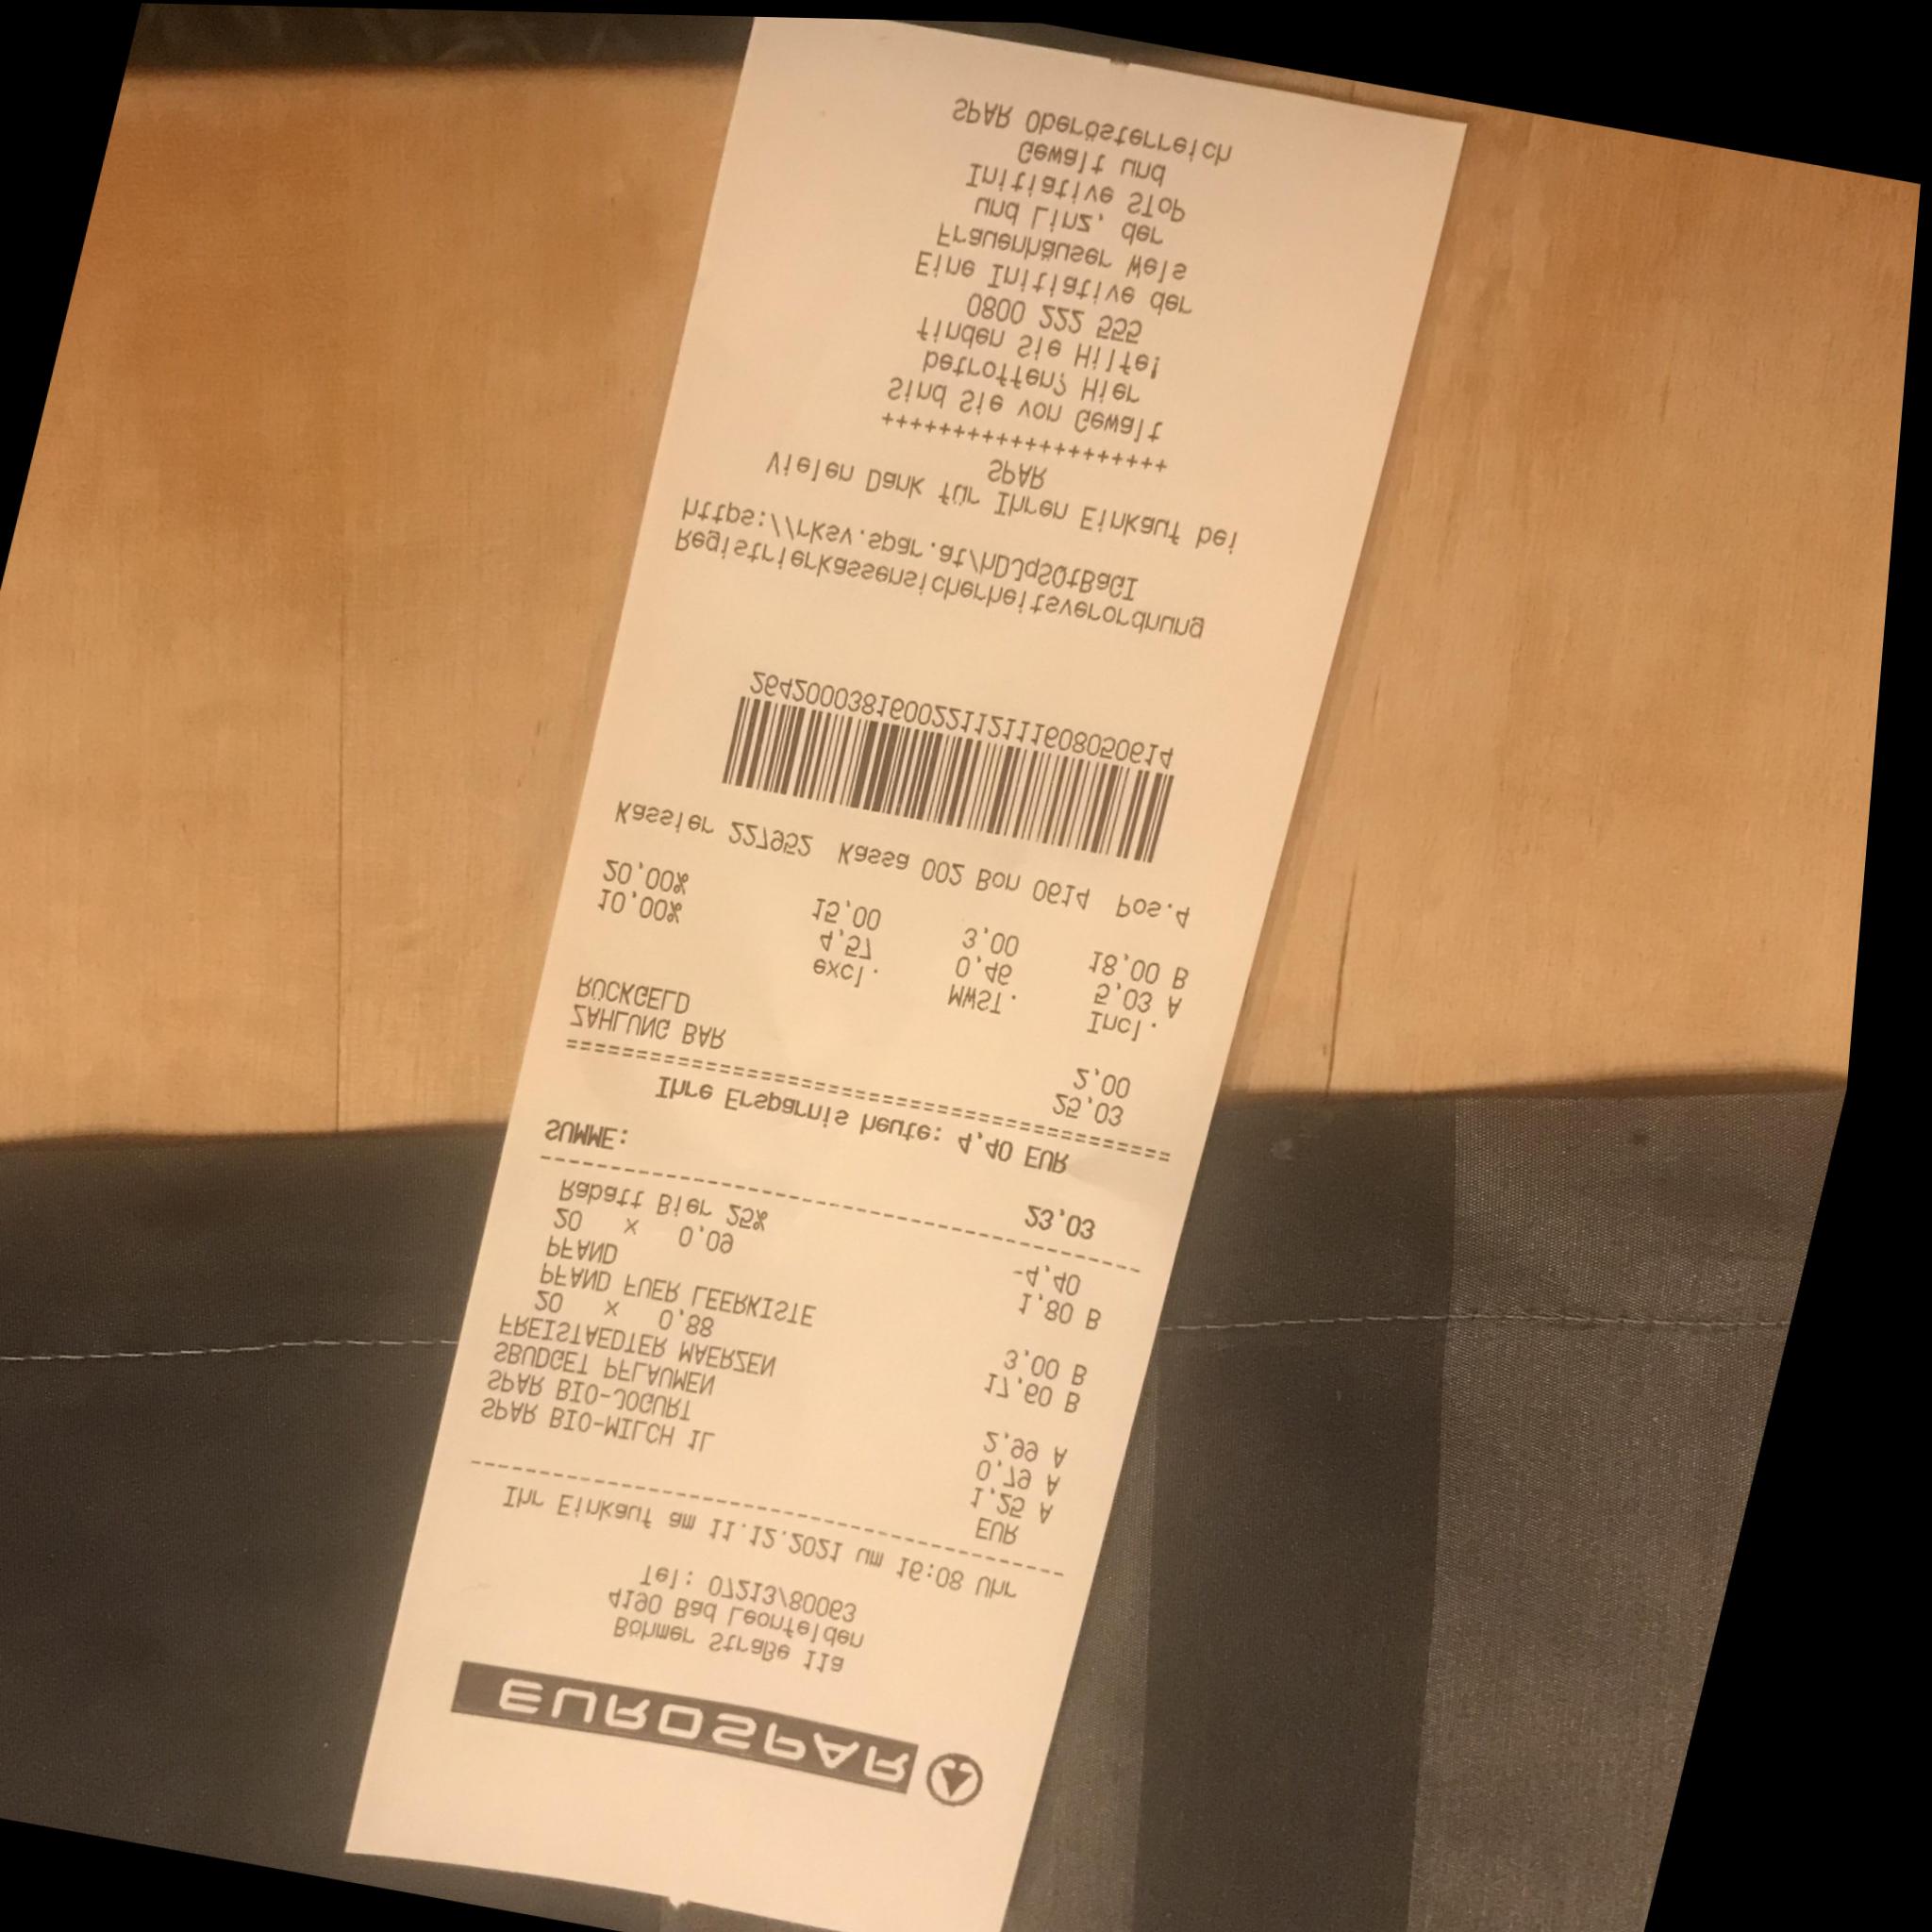 EUROSPAR
Böhmer Straße 11a
4190 Bad Leonfelden
Tel: 07213/80063
Ihr Einkauf am 11.12.2021 um 16:08 Uhr
----------------------------------------
EUR
SPAR BIO-MILCH 1L 1,25 A
SPAR BIO-JOGURT 0,79 A
SBUDGET PFLAUMEN 2,99 A
FREISTAEDTER MAERZEN
20 x 0,88 17,60 B
PFAND FUER LEERKISTE 3,00 B
PFAND
20 x 0,09 1,80 B
Rabatt Bier 25% -4,40
----------------------------------------
SUMME: 23,03
Ihre Ersparnis heute: 4,40 EUR
========================================
ZAHLUNG BAR 25,03
RÜCKGELD 2,00
excl. MWST. Incl.
10,00% 4,57 0,46 5,03 A
20,00% 15,00 3,00 18,00 B
Kassier 227952 Kassa 002 Bon 0614 Pos.4
264200038160022112111608050614
Registrierkassensicherheitsverordnung
https://rksv.spar.at/hDJqSQtBaGI
Vielen Dank für Ihren Einkauf bei
SPAR
++++++++++++++++++++
Sind Sie von Gewalt
betroffen? Hier
finden Sie Hilfe!
0800 222 555
Eine Initiative der
Frauenhäuser Wels
und Linz, der
Initiative SToP
Gewalt und
SPAR Oberösterreich